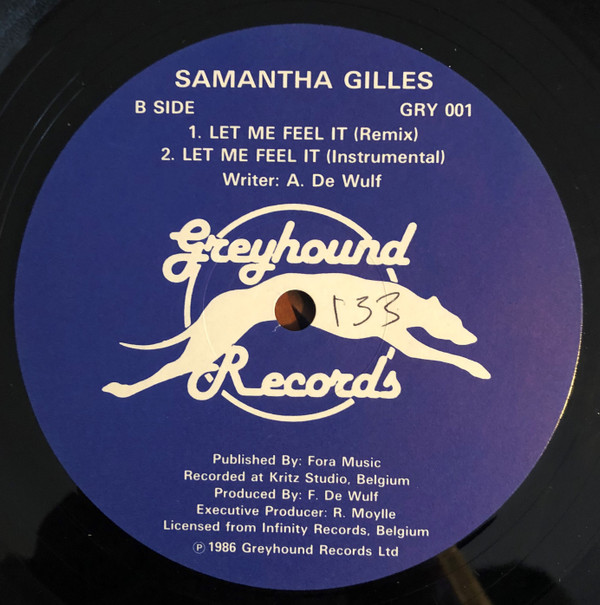 SAMANTHA GILLES
B SIDE GRY 001
1. LET ME FEEL IT (Remix)
2. LET ME FEEL IT (Instrumental)
Writer: A. De Wulf
Greyhound
133
Records
Published By: Fora Music
Recorded at Kritz Studio, Belgium
Produced By: F. De Wulf
Executive Producer: R. Moylle
Licensed from Infinity Records, Belgium
℗ 1986 Greyhound Records Ltd